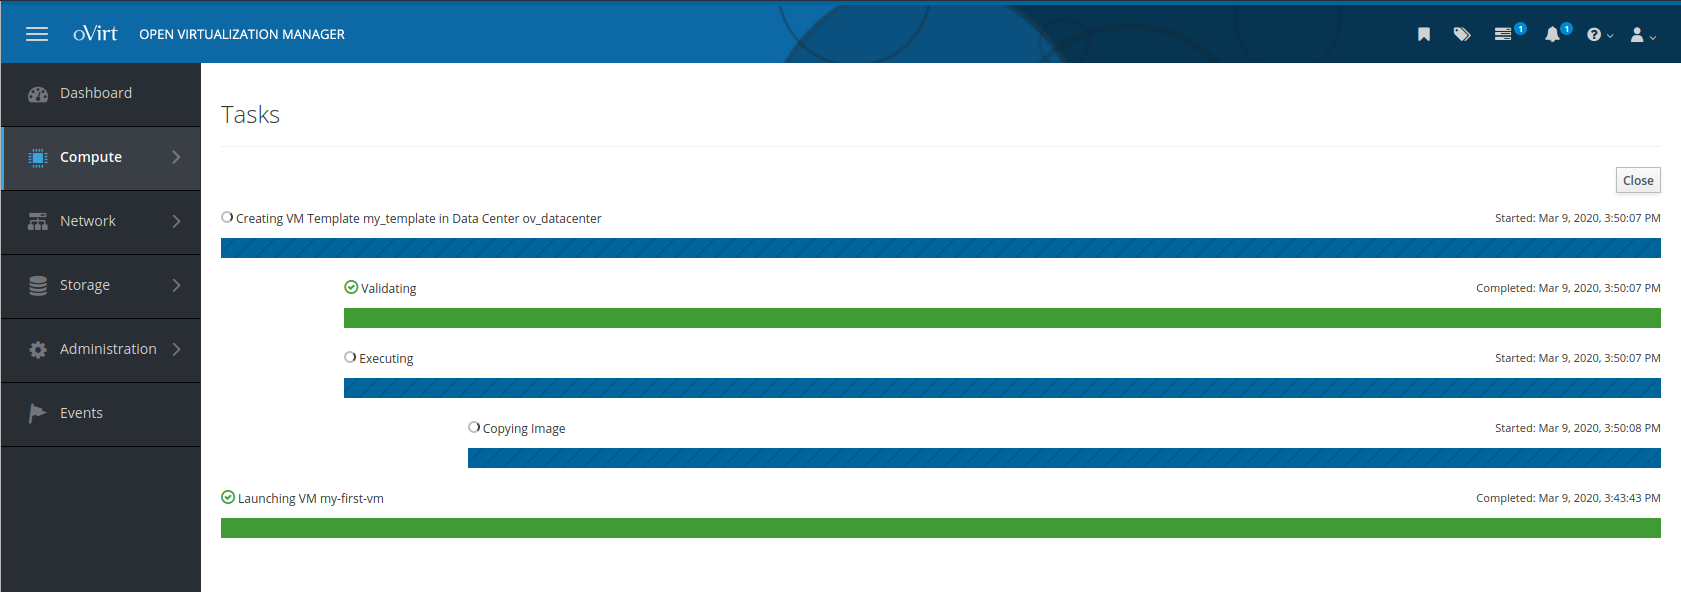 oVirt OPEN VIRTUALIZATION MANAGER 1 1
Dashboard
Compute
Network
Storage
Administration
Events
Tasks
Close
Creating VM Template my_template in Data Center ov_datacenter Started: Mar 9, 2020, 3:50:07 PM
Validating Completed: Mar 9, 2020, 3:50:07 PM
Executing Started: Mar 9, 2020, 3:50:07 PM
Copying Image Started: Mar 9, 2020, 3:50:08 PM
Launching VM my-first-vm Completed: Mar 9, 2020, 3:43:43 PM